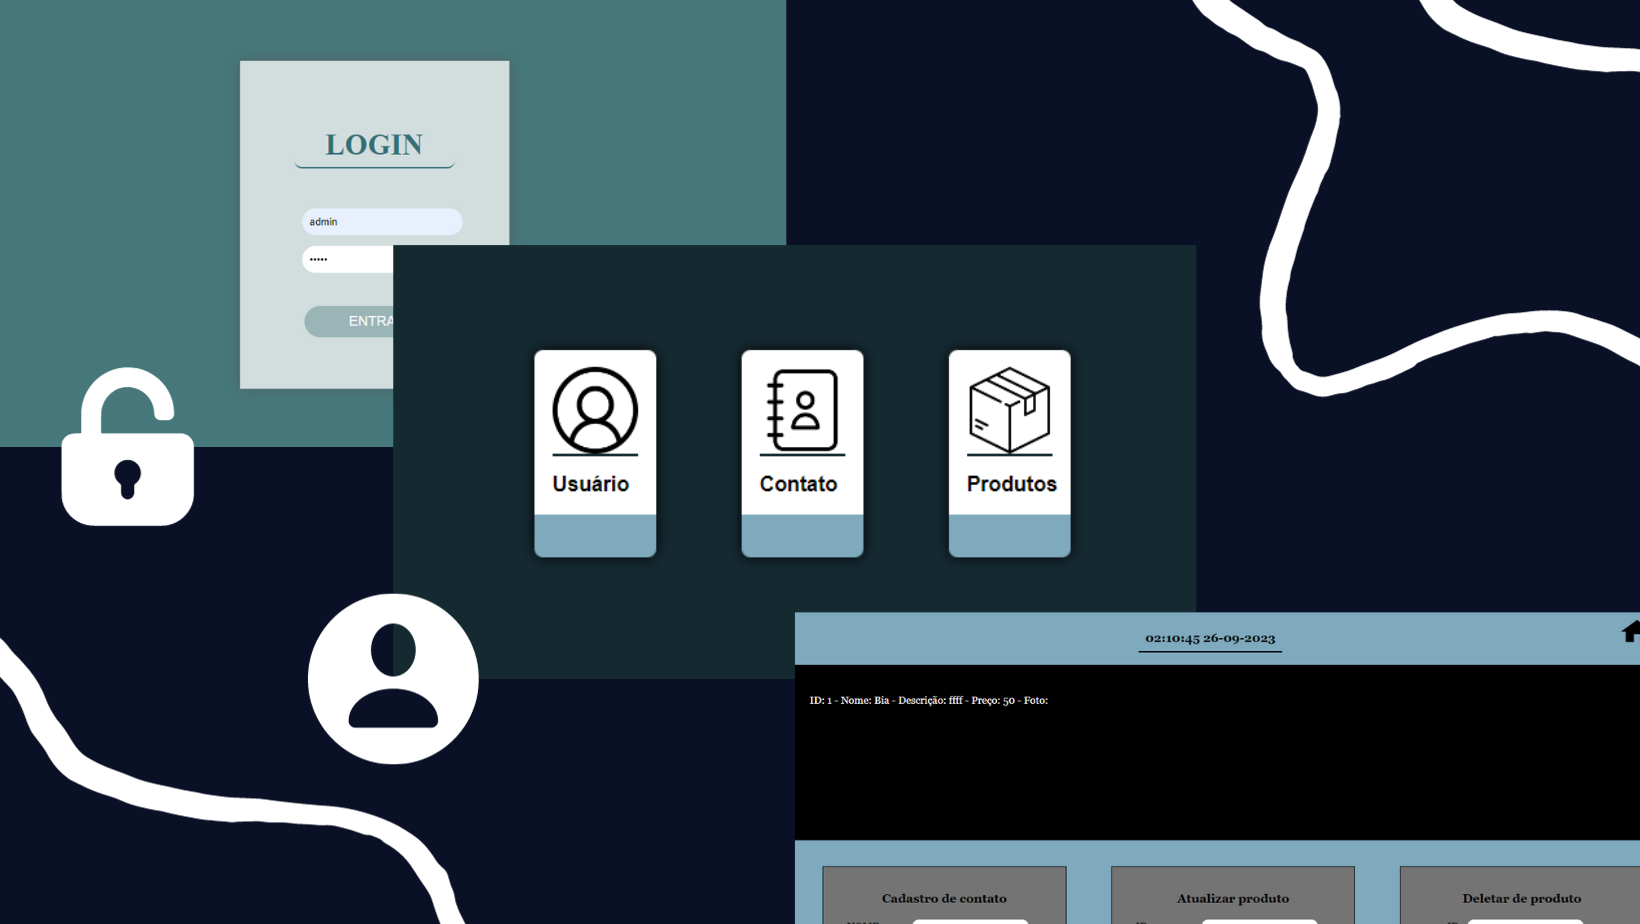 LOGIN
admin
•••••
ENTRA
Usuário
Contato
Produtos
02:10:45 26-09-2023
ID: 1 - Nome: Bia - Descrição: ffff - Preço: 50 - Foto:
Cadastro de contato
Atualizar produto
Deletar de produto